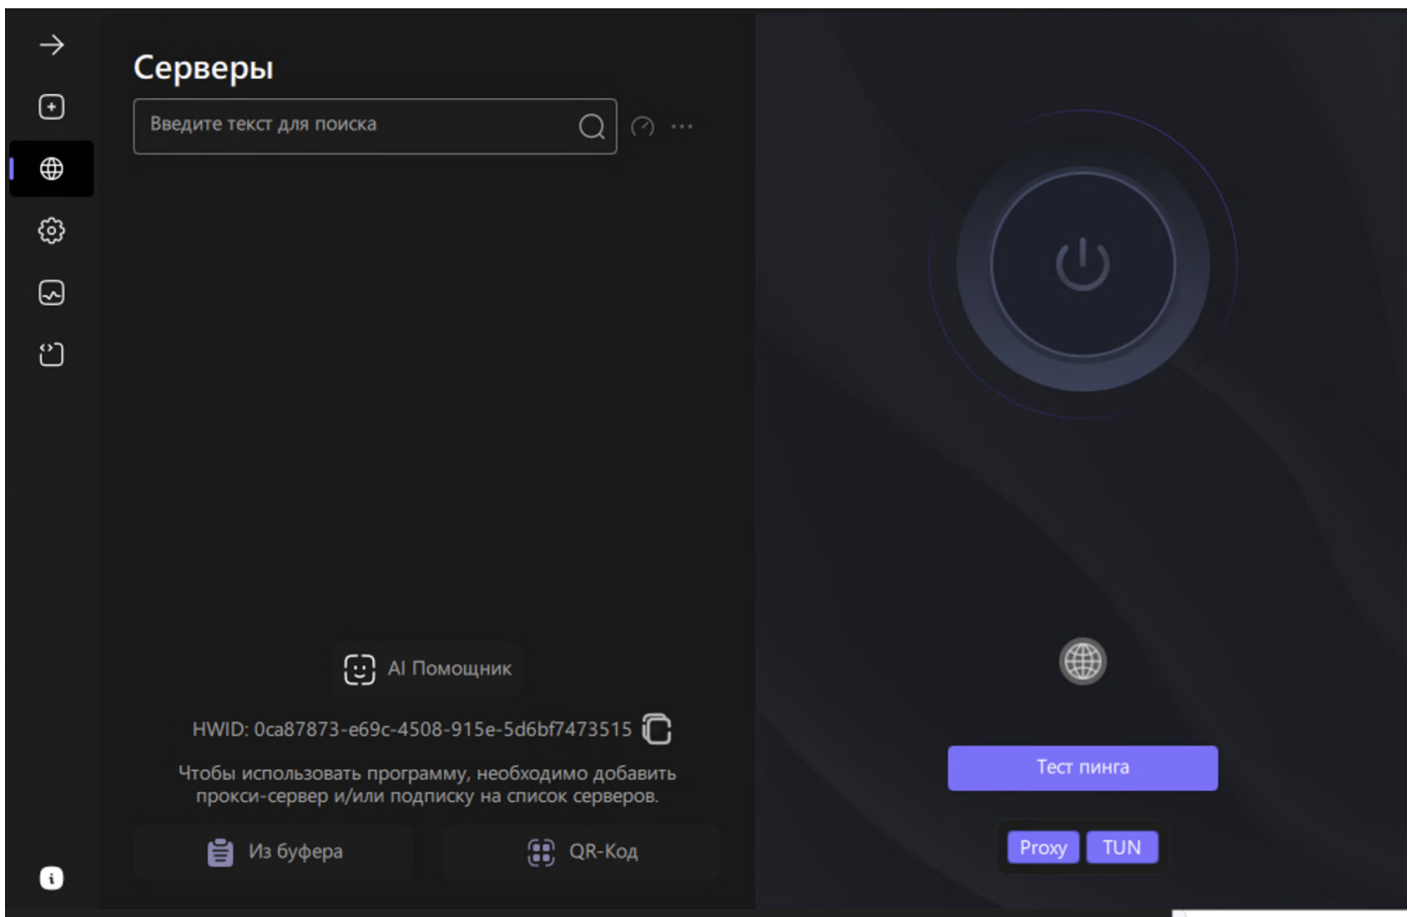 Серверы
Введите текст для поиска
AI Помощник
HWID: 0ca87873-e69c-4508-915e-5d6bf7473515
Чтобы использовать программу, необходимо добавить
прокси-сервер и/или подписку на список серверов.
Из буфера
QR-Код
Тест пинга
Proxy
TUN